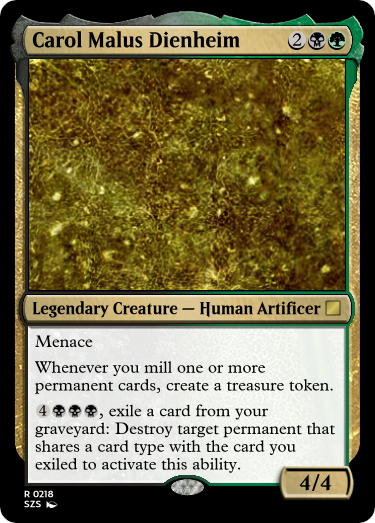 Carol Malus Dienheim 2
Legendary Creature — Human Artificer
Menace
Whenever you mill one or more
permanent cards, create a treasure token.
4, exile a card from your
graveyard: Destroy target permanent that
shares a card type with the card you
exiled to activate this ability.
4/4
R 0218
SZS